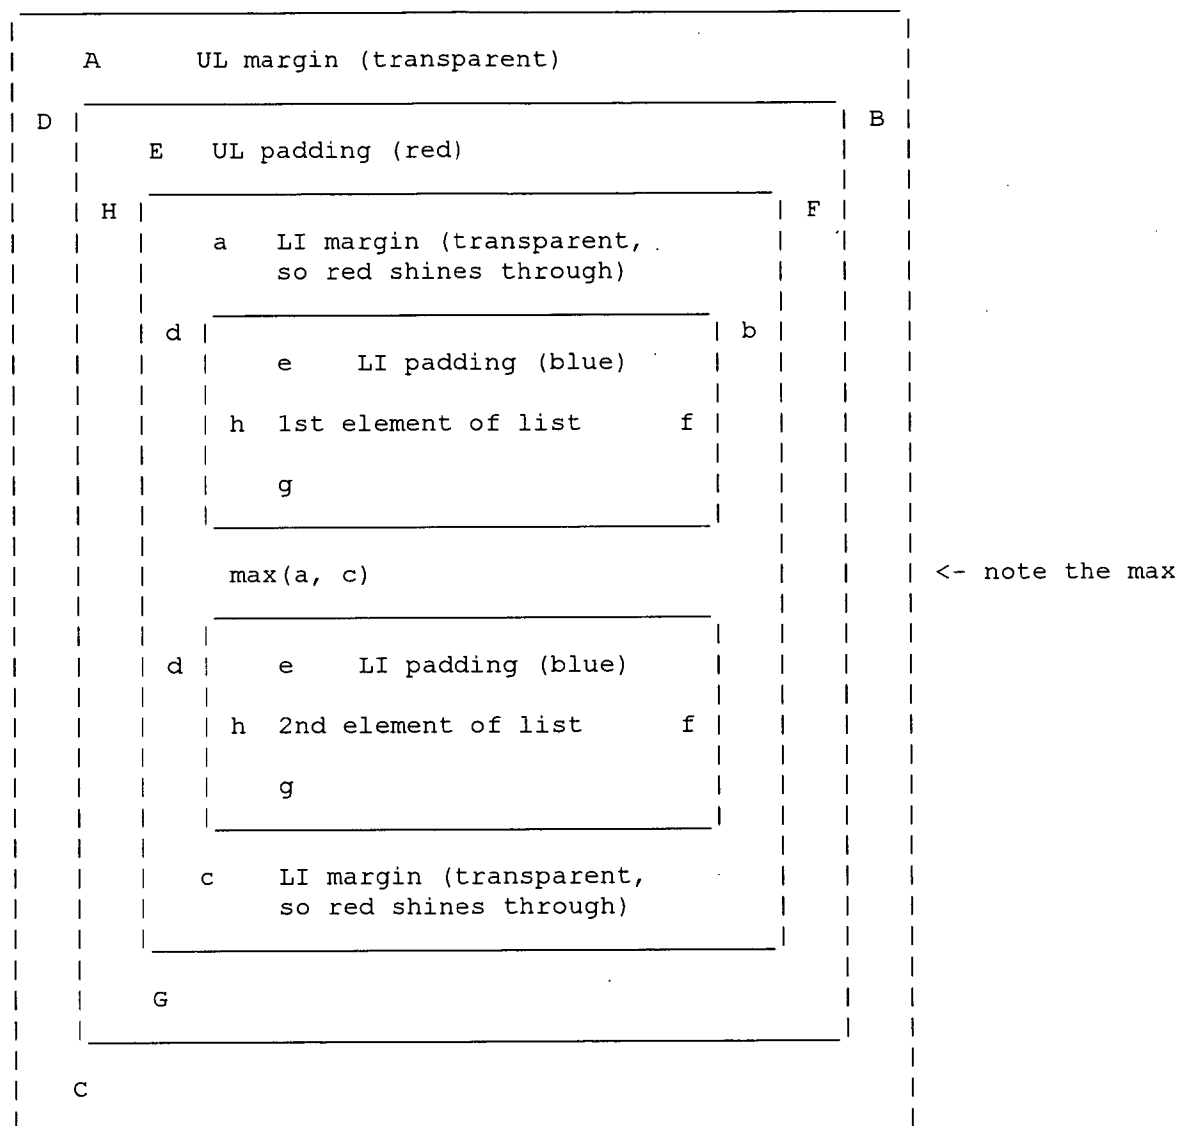 A UL margin (transparent)
D B
E UL padding (red)
H F
a LI margin (transparent,
so red shines through)
d b
e LI padding (blue)
h 1st element of list f
g
max(a, c) <- note the max
d e LI padding (blue)
h 2nd element of list f
g
c LI margin (transparent,
so red shines through)
G
C